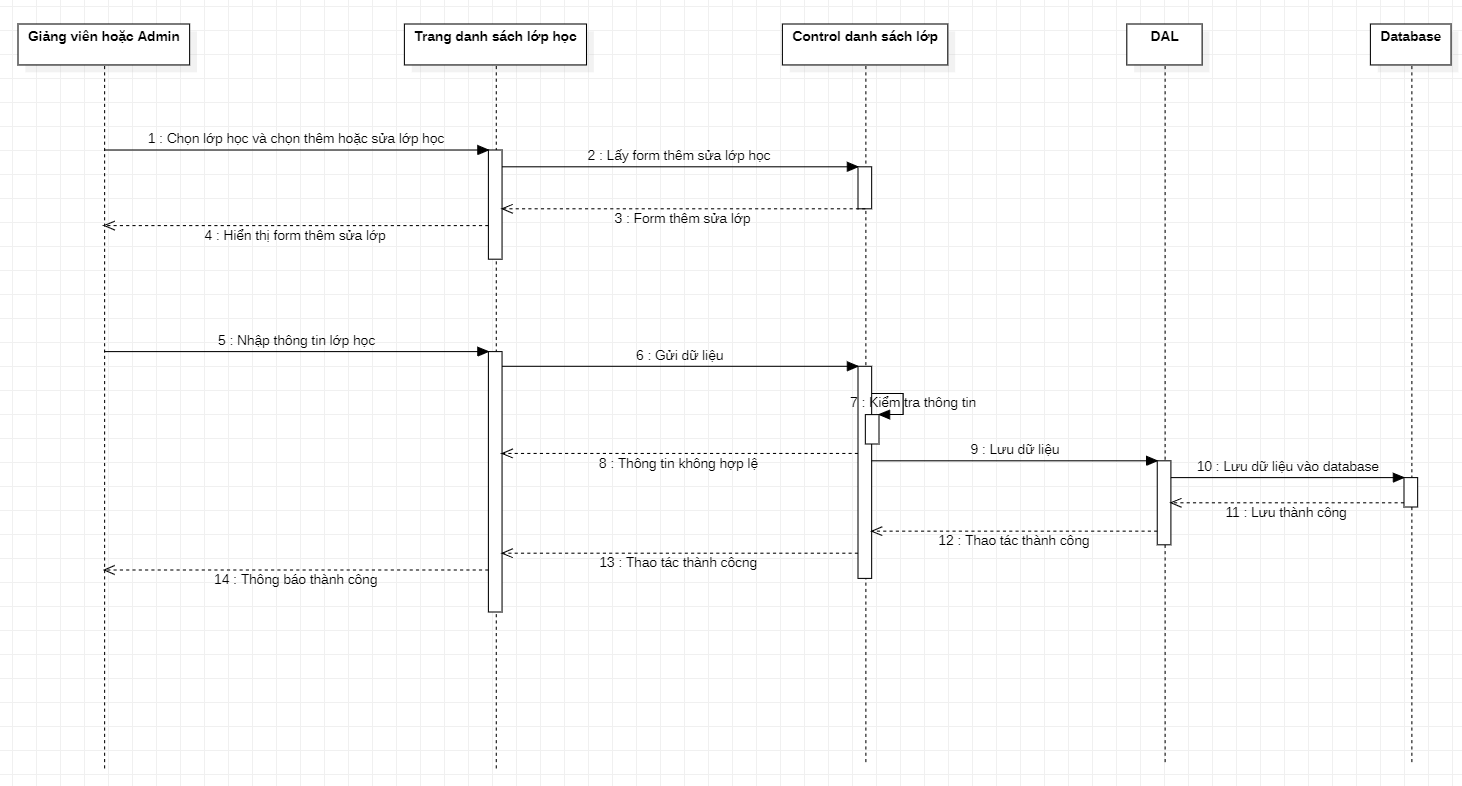 Giảng viên hoặc Admin
Trang danh sách lớp học
Control danh sách lớp
DAL
Database
1 : Chọn lớp học và chọn thêm hoặc sửa lớp học
2 : Lấy form thêm sửa lớp học
3 : Form thêm sửa lớp
4 : Hiển thị form thêm sửa lớp
5 : Nhập thông tin lớp học
6 : Gửi dữ liệu
7 : Kiểm tra thông tin
8 : Thông tin không hợp lệ
9 : Lưu dữ liệu
10 : Lưu dữ liệu vào database
11 : Lưu thành công
12 : Thao tác thành công
13 : Thao tác thành côcng
14 : Thông báo thành công